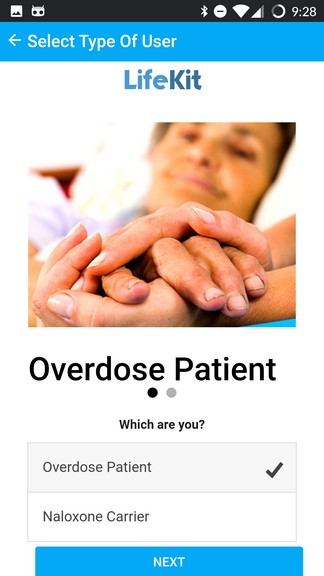 9:28
Select Type Of User
LifeKit
Overdose Patient
Which are you?
Overdose Patient
Naloxone Carrier
NEXT